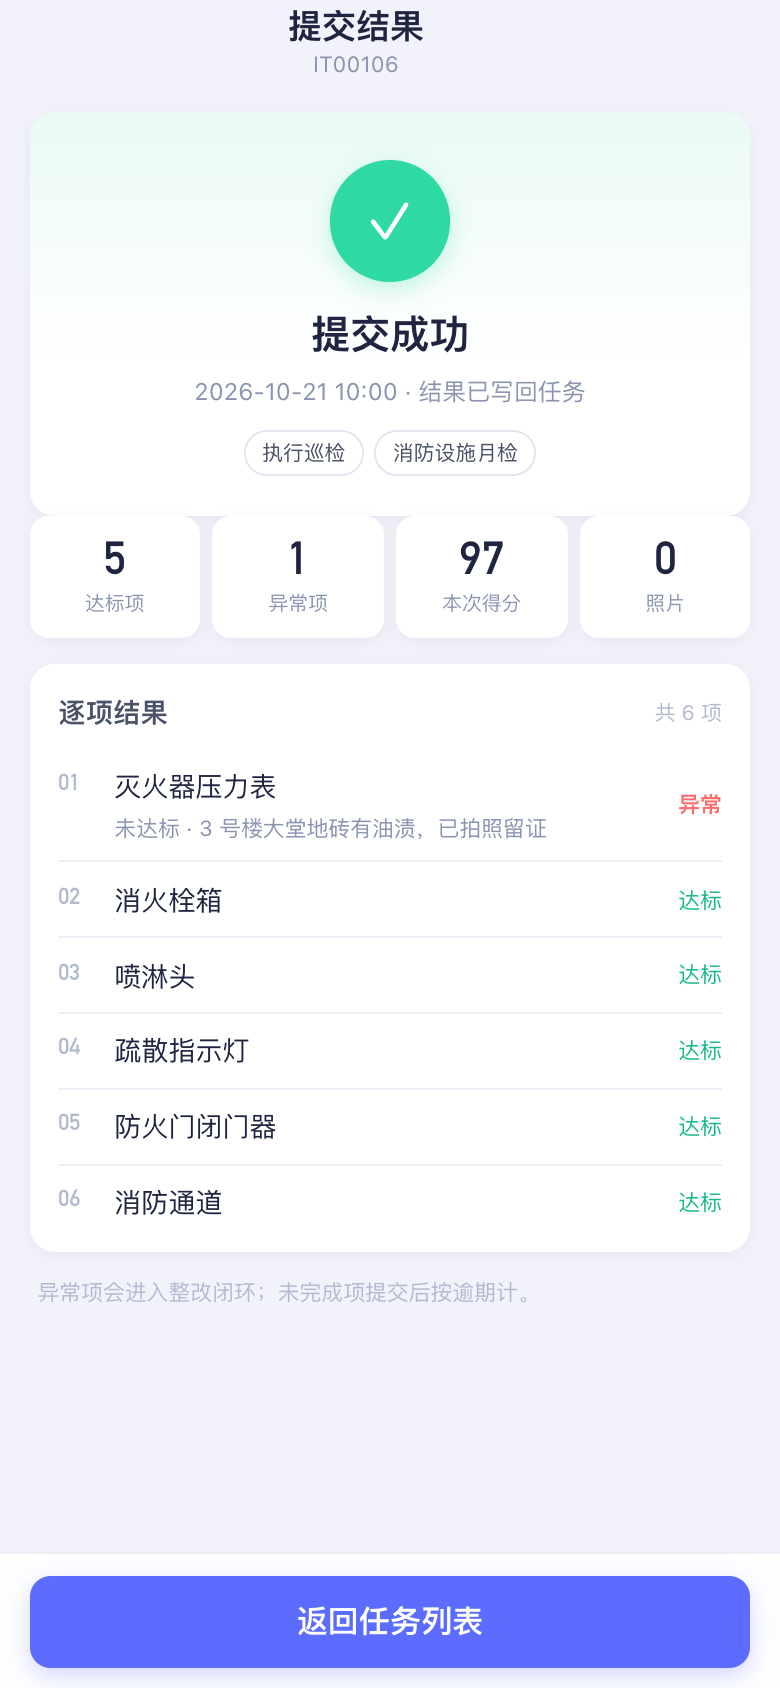 提交结果
IT00106
提交成功
2026-10-21 10:00 · 结果已写回任务
执行巡检 消防设施月检
5 1 97 0
达标项 异常项 本次得分 照片
逐项结果 共 6 项
01 灭火器压力表 异常
未达标 · 3 号楼大堂地砖有油渍，已拍照留证
02 消火栓箱 达标
03 喷淋头 达标
04 疏散指示灯 达标
05 防火门闭门器 达标
06 消防通道 达标
异常项会进入整改闭环；未完成项提交后按逾期计。
返回任务列表